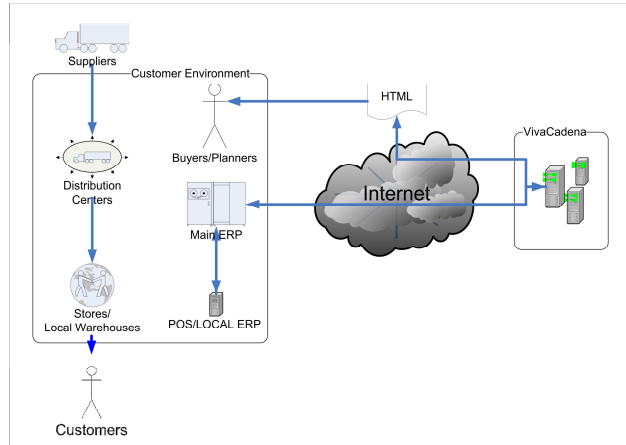 Suppliers
Customer Environment
HTML
VivaCadena
Buyers/Planners
Internet
Distribution
Centers
Main ERP
Stores/
Local Warehouses
POS/LOCAL ERP
Customers